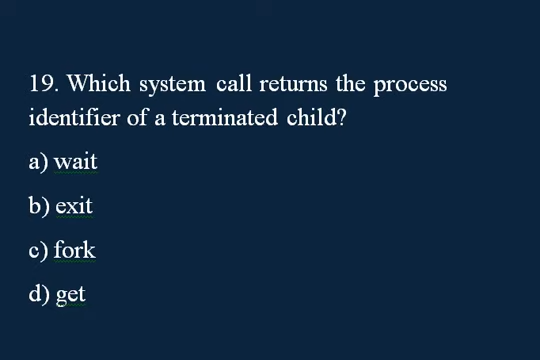 19. Which system call returns the process
identifier of a terminated child?
a) wait
b) exit
c) fork
d) get